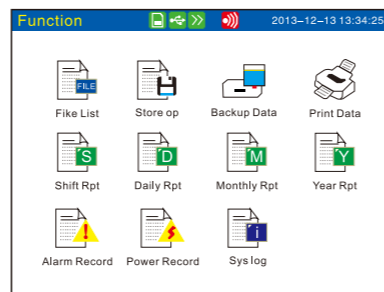 Function 2013-12-13 13:34:25
FILE
Fike List Store op Backup Data Print Data
S D M Y
Shift Rpt Daily Rpt Monthly Rpt Year Rpt
! i
Alarm Record Power Record Sys log